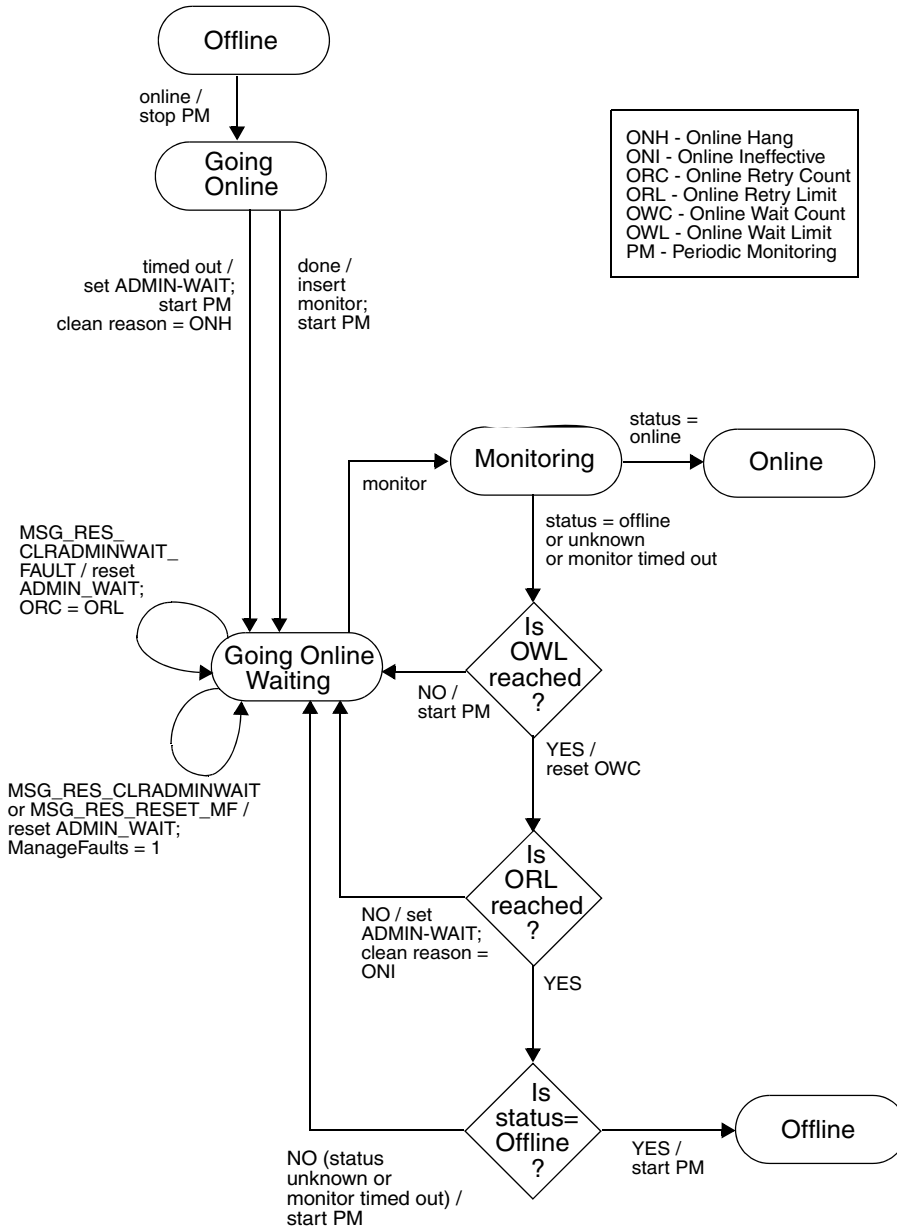 Offline
online /
stop PM
Going
Online
ONH - Online Hang
ONI - Online Ineffective
ORC - Online Retry Count
ORL - Online Retry Limit
OWC - Online Wait Count
OWL - Online Wait Limit
PM - Periodic Monitoring
timed out /
set ADMIN-WAIT;
start PM
clean reason = ONH
done /
insert
monitor;
start PM
Monitoring
status =
online
Online
monitor
status = offline
or unknown
or monitor timed out
MSG_RES_
CLRADMINWAIT_
FAULT / reset
ADMIN_WAIT;
ORC = ORL
Going Online
Waiting
Is
OWL
reached
?
NO /
start PM
YES /
reset OWC
MSG_RES_CLRADMINWAIT
or MSG_RES_RESET_MF /
reset ADMIN_WAIT;
ManageFaults = 1
Is
ORL
reached
?
NO / set
ADMIN-WAIT;
clean reason =
ONI
YES
Is
status=
Offline
?
YES /
start PM
Offline
NO (status
unknown or
monitor timed out) /
start PM